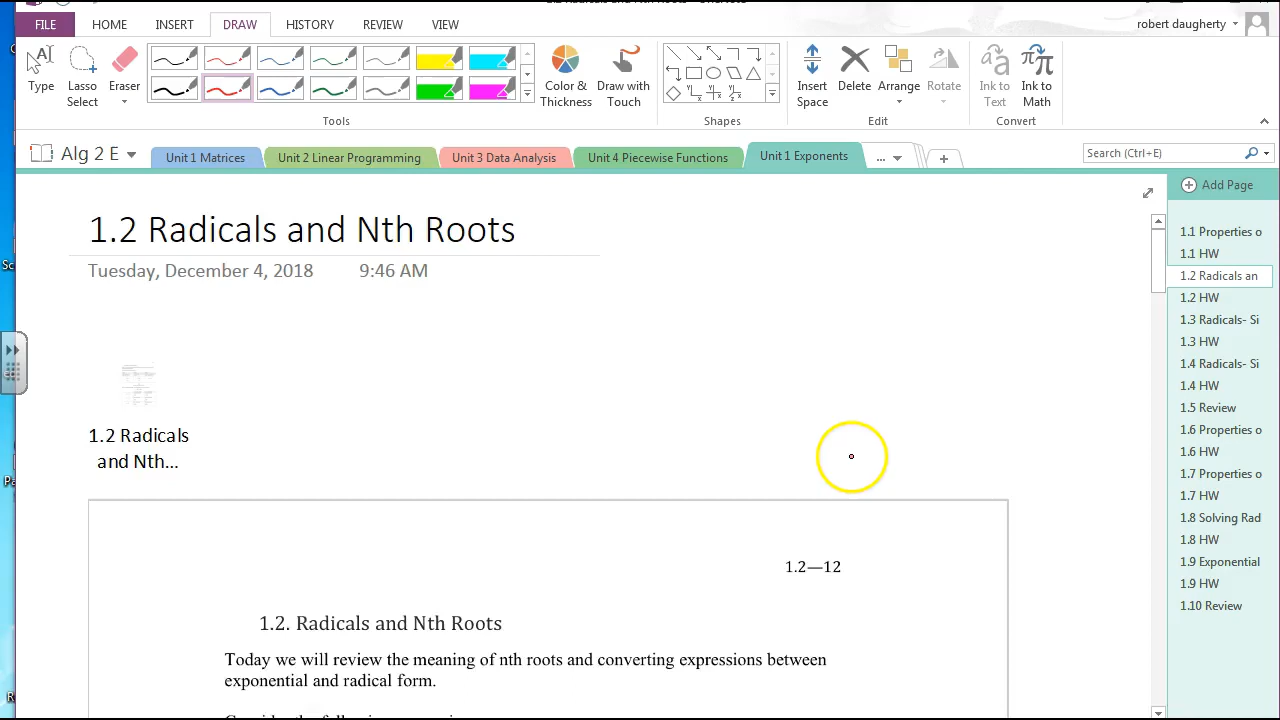 FILE HOME INSERT DRAW HISTORY REVIEW VIEW robert daugherty
Type Lasso Select Eraser Color & Thickness Draw with Touch Insert Space Delete Arrange Rotate Ink to Text Ink to Math
Tools Shapes Edit Convert
Alg 2 E Unit 1 Matrices Unit 2 Linear Programming Unit 3 Data Analysis Unit 4 Piecewise Functions Unit 1 Exponents ... Search (Ctrl+E)
Add Page
1.2 Radicals and Nth Roots
Tuesday, December 4, 2018 9:46 AM
1.2 Radicals
and Nth...
1.2—12
1.2. Radicals and Nth Roots
Today we will review the meaning of nth roots and converting expressions between
exponential and radical form.
1.1 Properties o
1.1 HW
1.2 Radicals an
1.2 HW
1.3 Radicals- Si
1.3 HW
1.4 Radicals- Si
1.4 HW
1.5 Review
1.6 Properties o
1.6 HW
1.7 Properties o
1.7 HW
1.8 Solving Rad
1.8 HW
1.9 Exponential
1.9 HW
1.10 Review